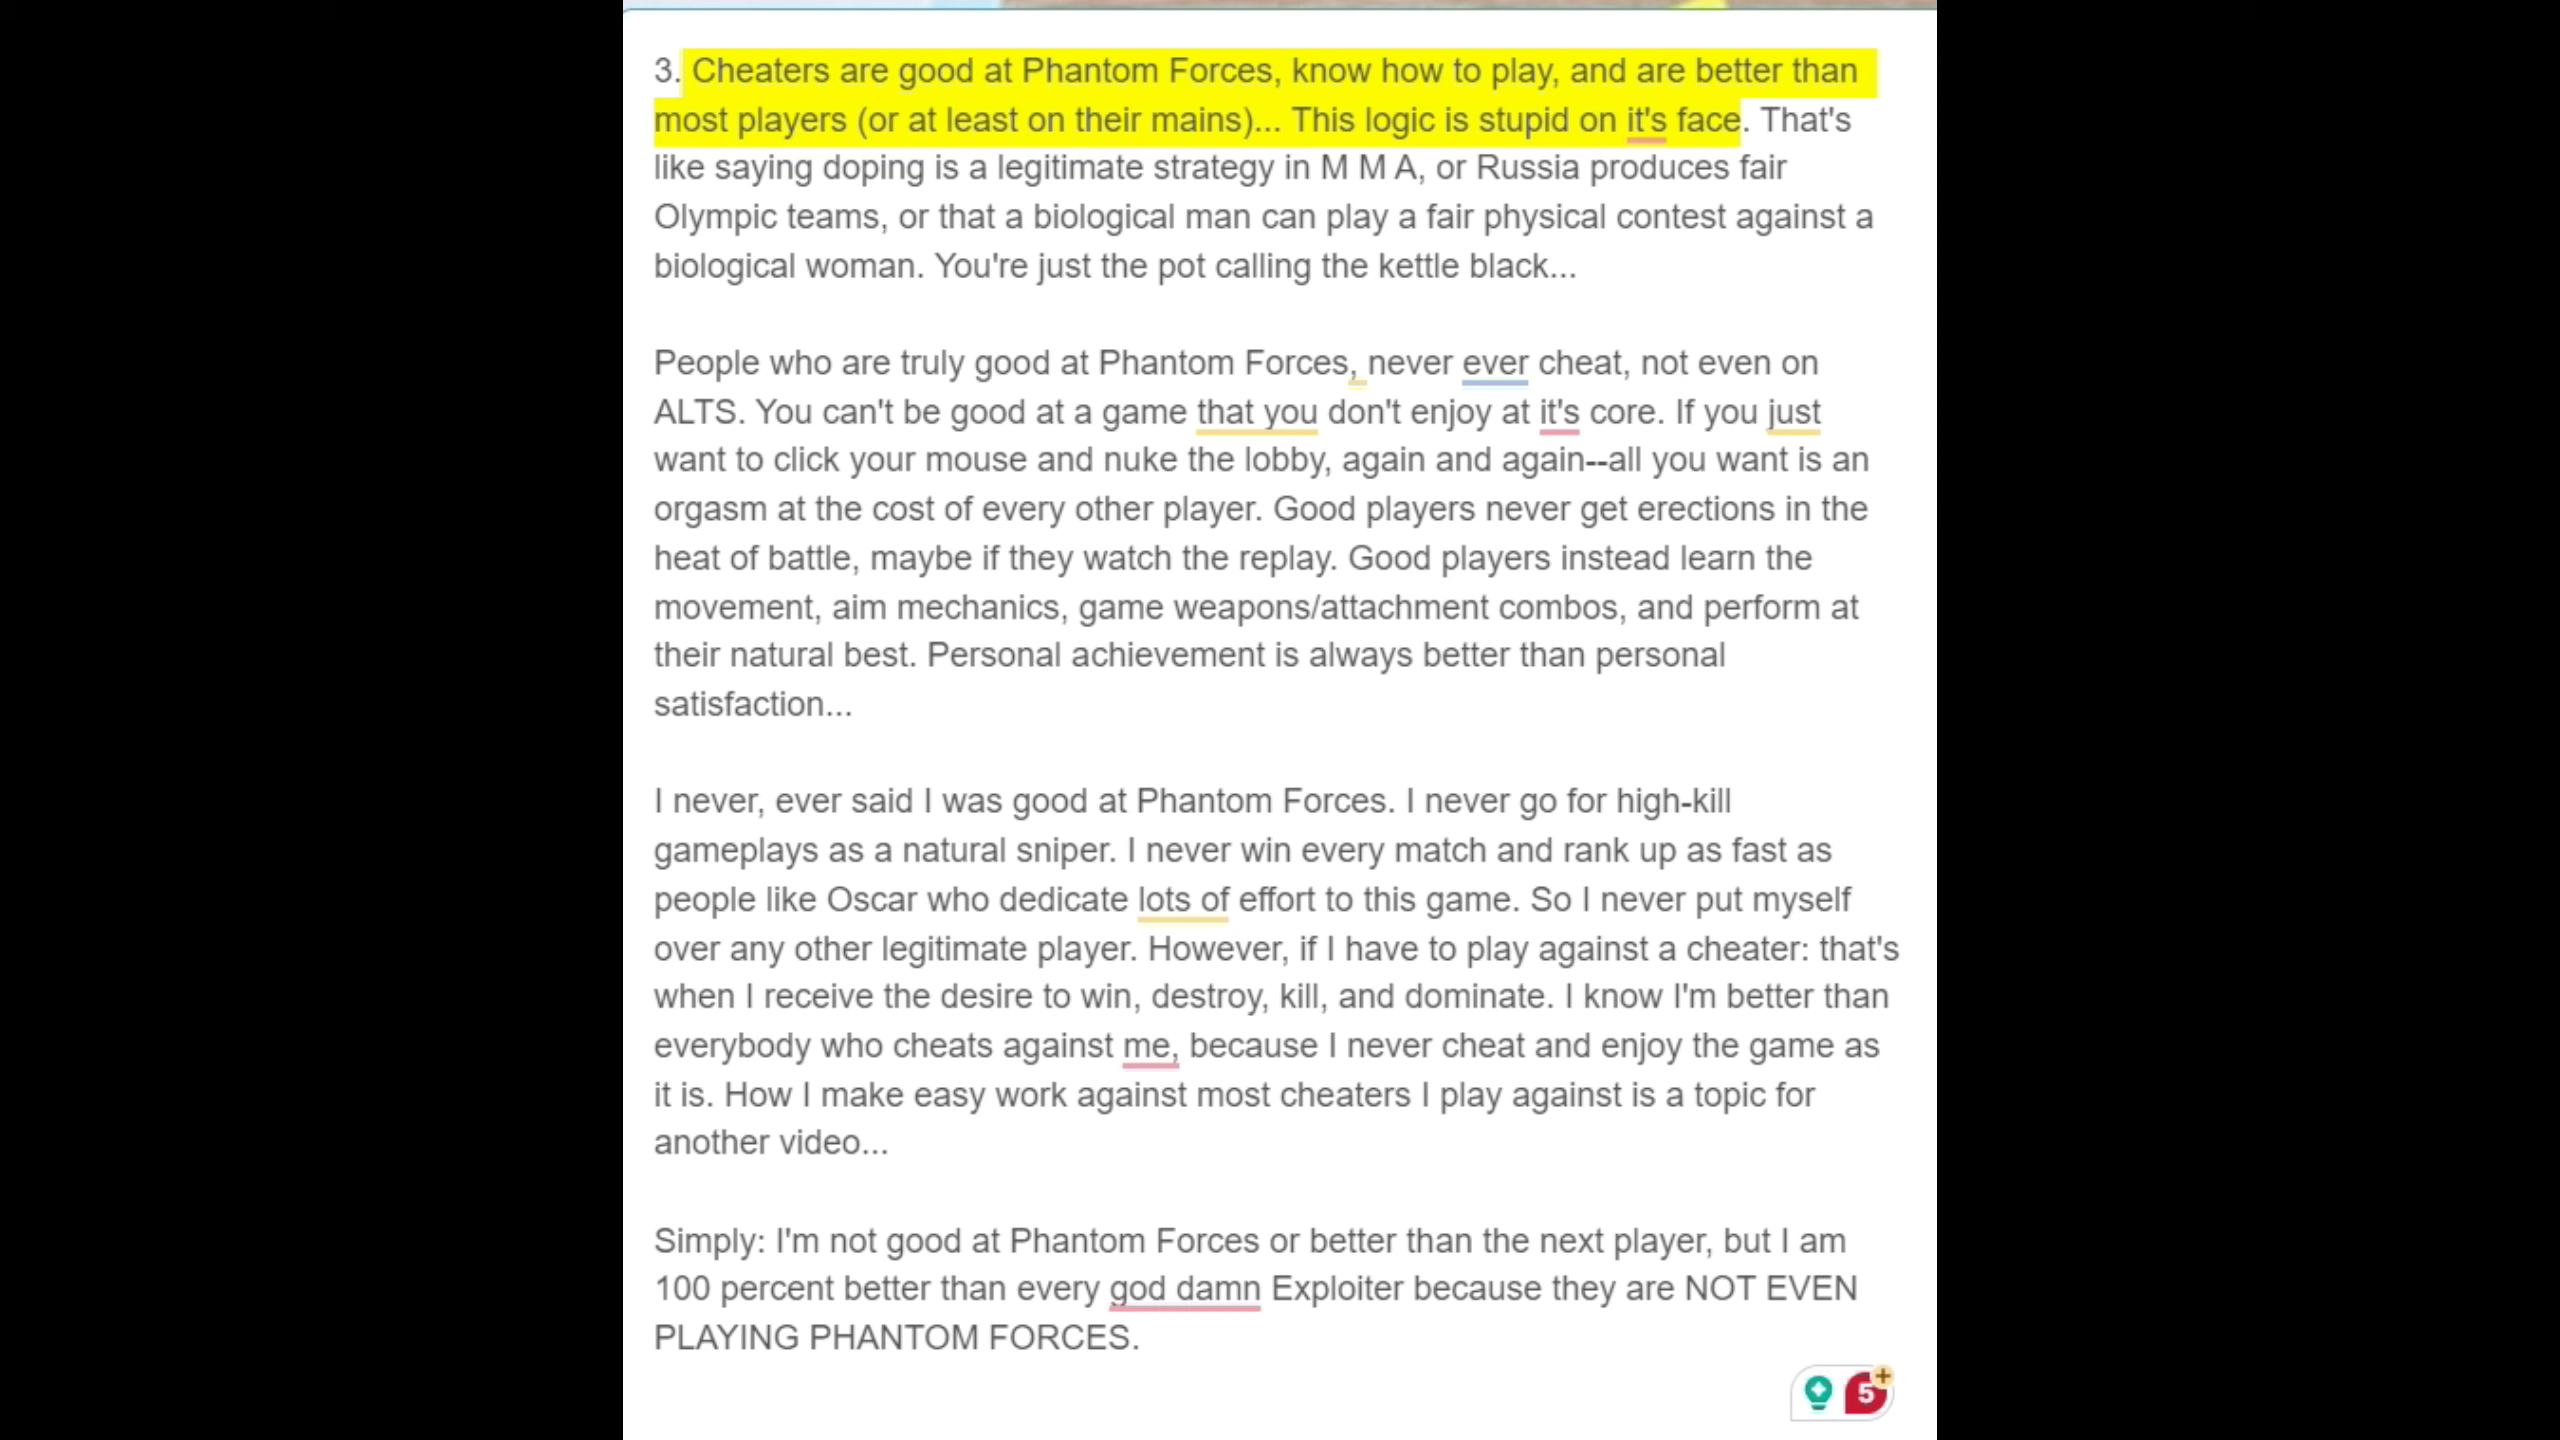 3. Cheaters are good at Phantom Forces, know how to play, and are better than
most players (or at least on their mains)... This logic is stupid on it's face. That's
like saying doping is a legitimate strategy in M M A, or Russia produces fair
Olympic teams, or that a biological man can play a fair physical contest against a
biological woman. You're just the pot calling the kettle black...
People who are truly good at Phantom Forces, never ever cheat, not even on
ALTS. You can't be good at a game that you don't enjoy at it's core. If you just
want to click your mouse and nuke the lobby, again and again--all you want is an
orgasm at the cost of every other player. Good players never get erections in the
heat of battle, maybe if they watch the replay. Good players instead learn the
movement, aim mechanics, game weapons/attachment combos, and perform at
their natural best. Personal achievement is always better than personal
satisfaction...
I never, ever said I was good at Phantom Forces. I never go for high-kill
gameplays as a natural sniper. I never win every match and rank up as fast as
people like Oscar who dedicate lots of effort to this game. So I never put myself
over any other legitimate player. However, if I have to play against a cheater: that's
when I receive the desire to win, destroy, kill, and dominate. I know I'm better than
everybody who cheats against me, because I never cheat and enjoy the game as
it is. How I make easy work against most cheaters I play against is a topic for
another video...
Simply: I'm not good at Phantom Forces or better than the next player, but I am
100 percent better than every god damn Exploiter because they are NOT EVEN
PLAYING PHANTOM FORCES.
5+